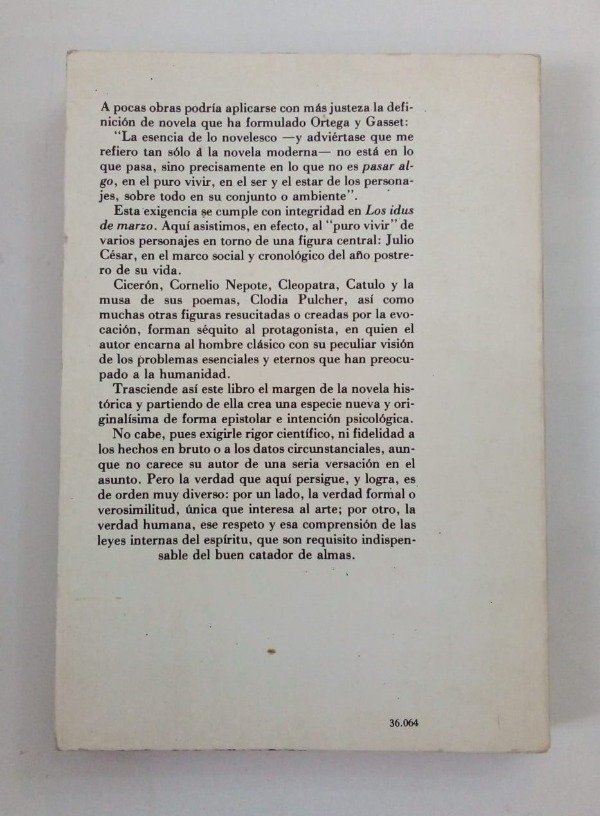 A pocas obras podría aplicarse con más justeza la defi-
nición de novela que ha formulado Ortega y Gasset:
"La esencia de lo novelesco —y adviértase que me
refiero tan sólo á la novela moderna— no está en lo
que pasa, sino precisamente en lo que no es pasar al-
go, en el puro vivir, en el ser y el estar de los persona-
jes, sobre todo en su conjunto o ambiente".
Esta exigencia se cumple con integridad en Los idus
de marzo. Aquí asistimos, en efecto, al "puro vivir" de
varios personajes en torno de una figura central: Julio
César, en el marco social y cronológico del año postre-
ro de su vida.
Cicerón, Cornelio Nepote, Cleopatra, Catulo y la
musa de sus poemas, Clodia Pulcher, así como
muchas otras figuras resucitadas o creadas por la evo-
cación, forman séquito al protagonista, en quien el
autor encarna al hombre clásico con su peculiar visión
de los problemas esenciales y eternos que han preocu-
pado a la humanidad.
Trasciende así este libro el margen de la novela his-
tórica y partiendo de ella crea una especie nueva y ori-
ginalísima de forma epistolar e intención psicológica.
No cabe, pues exigirle rigor científico, ni fidelidad a
los hechos en bruto o a los datos circunstanciales, aun-
que no carece su autor de una seria versación en el
asunto. Pero la verdad que aquí persigue, y logra, es
de orden muy diverso: por un lado, la verdad formal o
verosimilitud, única que interesa al arte; por otro, la
verdad humana, ese respeto y esa comprensión de las
leyes internas del espíritu, que son requisito indispen-
sable del buen catador de almas.
36.064